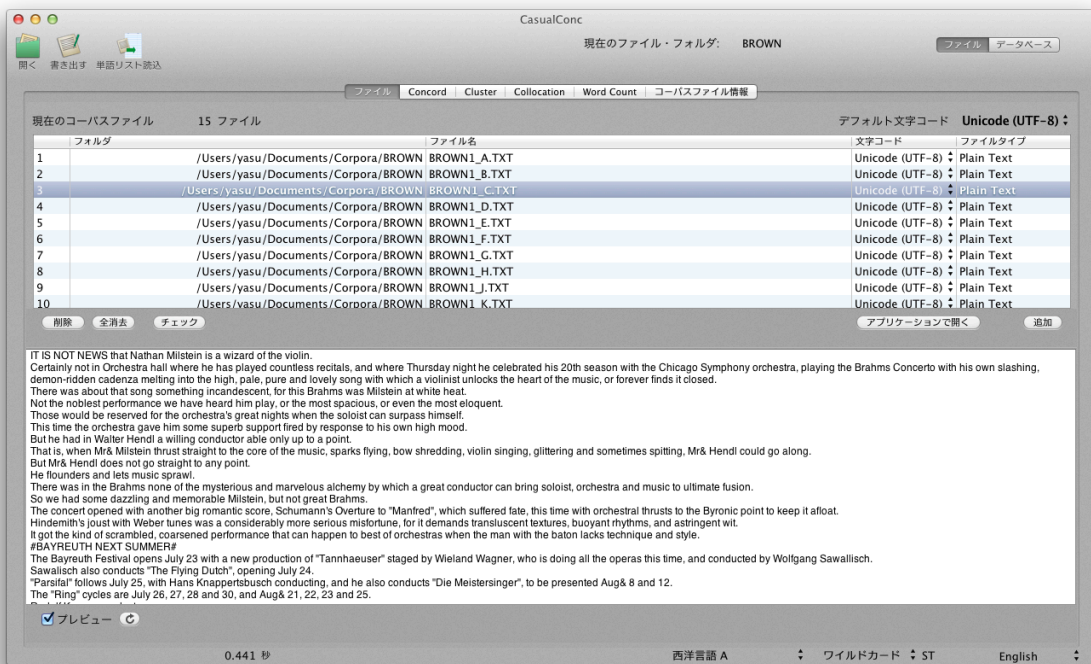 CasualConc
現在のファイル・フォルダ: BROWN
ファイル データベース
開く 書き出す 単語リスト読込
ファイル Concord Cluster Collocation Word Count コーパスファイル情報
現在のコーパスファイル 15 ファイル デフォルト文字コード Unicode (UTF-8)
フォルダ ファイル名 文字コード ファイルタイプ
1 /Users/yasu/Documents/Corpora/BROWN BROWN1_A.TXT Unicode (UTF-8) Plain Text
2 /Users/yasu/Documents/Corpora/BROWN BROWN1_B.TXT Unicode (UTF-8) Plain Text
3 /Users/yasu/Documents/Corpora/BROWN BROWN1_C.TXT Unicode (UTF-8) Plain Text
4 /Users/yasu/Documents/Corpora/BROWN BROWN1_D.TXT Unicode (UTF-8) Plain Text
5 /Users/yasu/Documents/Corpora/BROWN BROWN1_E.TXT Unicode (UTF-8) Plain Text
6 /Users/yasu/Documents/Corpora/BROWN BROWN1_F.TXT Unicode (UTF-8) Plain Text
7 /Users/yasu/Documents/Corpora/BROWN BROWN1_G.TXT Unicode (UTF-8) Plain Text
8 /Users/yasu/Documents/Corpora/BROWN BROWN1_H.TXT Unicode (UTF-8) Plain Text
9 /Users/yasu/Documents/Corpora/BROWN BROWN1_J.TXT Unicode (UTF-8) Plain Text
10 /Users/yasu/Documents/Corpora/BROWN BROWN1_K.TXT Unicode (UTF-8) Plain Text
削除 全消去 チェック アプリケーションで開く 追加
IT IS NOT NEWS that Nathan Milstein is a wizard of the violin.
Certainly not in Orchestra hall where he has played countless recitals, and where Thursday night he celebrated his 20th season with the Chicago Symphony orchestra, playing the Brahms Concerto with his own slashing,
demon-ridden cadenza melting into the high, pale, pure and lovely song with which a violinist unlocks the heart of the music, or forever finds it closed.
There was about that song something incandescent, for this Brahms was Milstein at white heat.
Not the noblest performance we have heard him play, or the most spacious, or even the most eloquent.
Those would be reserved for the orchestra's great nights when the soloist can surpass himself.
This time the orchestra gave him some superb support fired by response to his own high mood.
But he had in Walter Hendl a willing conductor able only up to a point.
That is, when Mr& Milstein thrust straight to the core of the music, sparks flying, bow shredding, violin singing, glittering and sometimes spitting, Mr& Hendl could go along.
But Mr& Hendl does not go straight to any point.
He flounders and lets music sprawl.
There was in the Brahms none of the mysterious and marvelous alchemy by which a great conductor can bring soloist, orchestra and music to ultimate fusion.
So we had some dazzling and memorable Milstein, but not great Brahms.
The concert opened with another big romantic score, Schumann's Overture to "Manfred", which suffered fate, this time with orchestral thrusts to the Byronic point to keep it afloat.
Hindemith's joust with Weber tunes was a considerably more serious misfortune, for it demands transluscent textures, buoyant rhythms, and astringent wit.
It got the kind of scrambled, coarsened performance that can happen to best of orchestras when the man with the baton lacks technique and style.
#BAYREUTH NEXT SUMMER#
The Bayreuth Festival opens July 23 with a new production of "Tannhaeuser" staged by Wieland Wagner, who is doing all the operas this time, and conducted by Wolfgang Sawallisch.
Sawalisch also conducts "The Flying Dutch", opening July 24.
"Parsifal" follows July 25, with Hans Knappertsbusch conducting, and he also conducts "Die Meistersinger", to be presented Aug& 8 and 12.
The "Ring" cycles are July 26, 27, 28 and 30, and Aug& 21, 22, 23 and 25.
プレビュー
0.441 秒 西洋言語 A ワイルドカード ST English